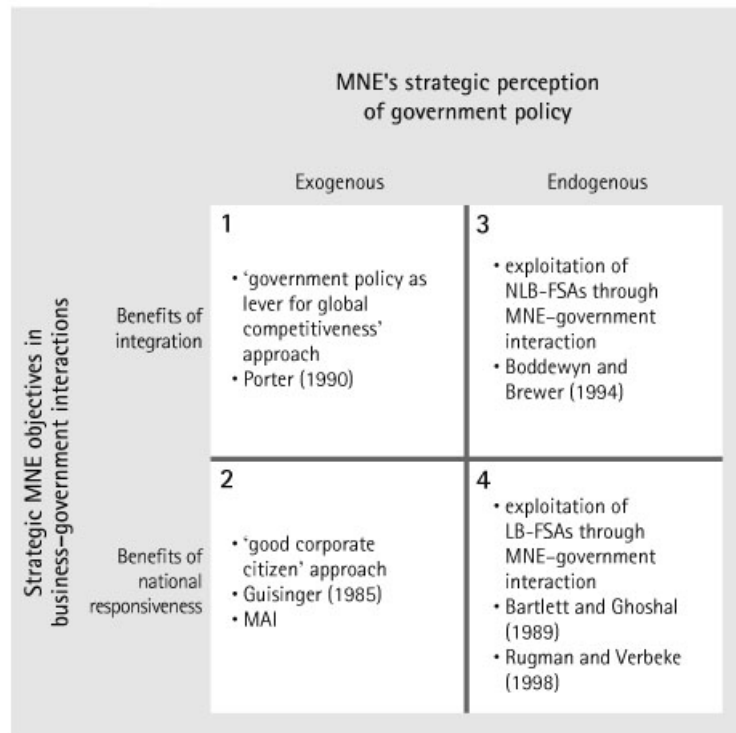 MNE's strategic perception
of government policy
Exogenous
Endogenous
Strategic MNE objectives in
business–government interactions
Benefits of
integration
1
• 'government policy as
lever for global
competitiveness'
approach
• Porter (1990)
3
• exploitation of
NLB-FSAs through
MNE–government
interaction
• Boddewyn and
Brewer (1994)
Benefits of
national
responsiveness
2
• 'good corporate
citizen' approach
• Guisinger (1985)
• MAI
4
• exploitation of
LB-FSAs through
MNE–government
interaction
• Bartlett and Ghoshal
(1989)
• Rugman and Verbeke
(1998)